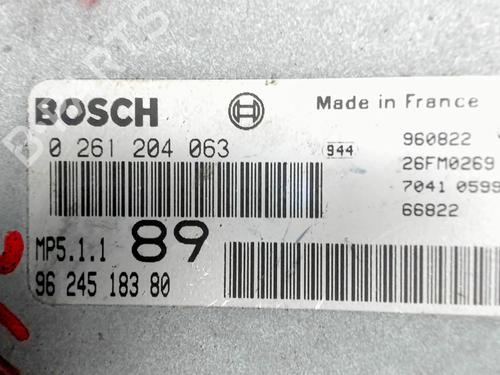 BOSCH
Made in France
0 261 204 063
944
960822
26FM0269
7041 0599
66822
MP5.1.1
89
96 245 183 80